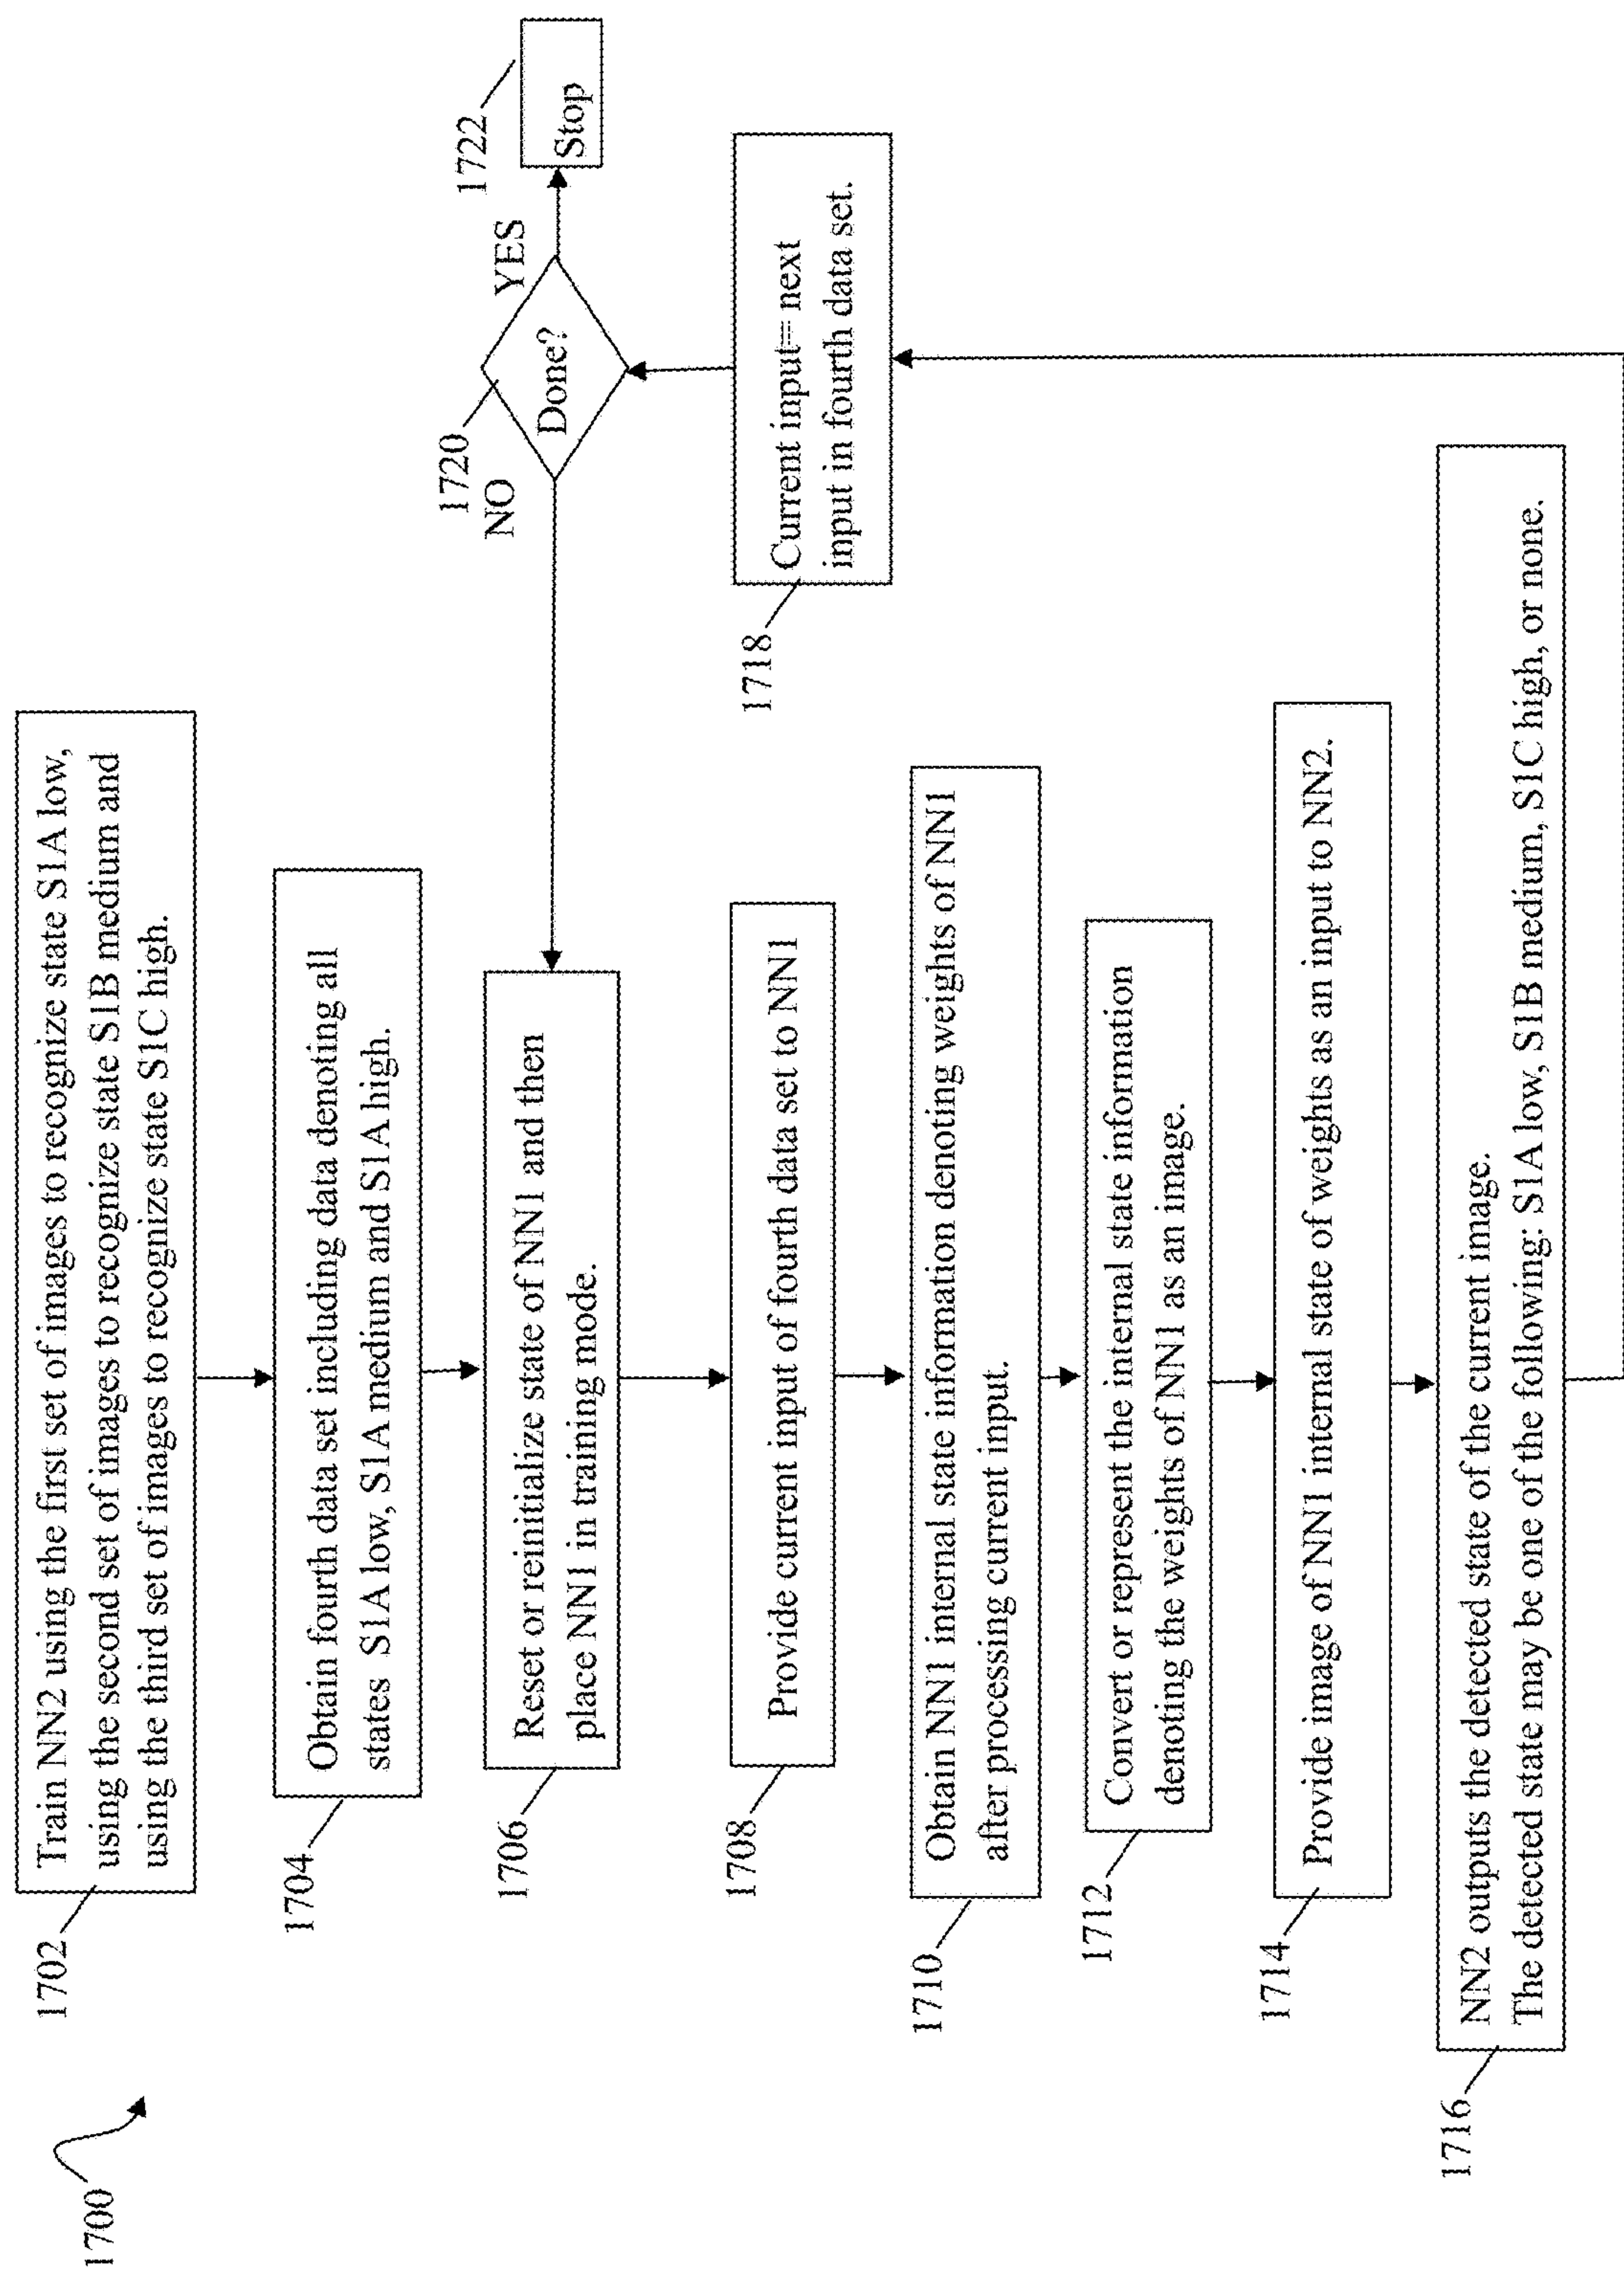 1700
1702
Train NN2 using the first set of images to recognize state S1A low,
using the second set of images to recognize state S1B medium and
using the third set of images to recognize state S1C high.
1704
Obtain fourth data set including data denoting all
states S1A low, S1A medium and S1A high.
1706
Reset or reinitialize state of NN1 and then
place NN1 in training mode.
1708
Provide current input of fourth data set to NN1
1710
Obtain NN1 internal state information denoting weights of NN1
after processing current input.
1712
Convert or represent the internal state information
denoting the weights of NN1 as an image.
1714
Provide image of NN1 internal state of weights as an input to NN2.
1716
NN2 outputs the detected state of the current image.
The detected state may be one of the following: S1A low, S1B medium, S1C high, or none.
1718
Current input= next
input in fourth data set.
1720
NO
Done?
YES
1722
Stop